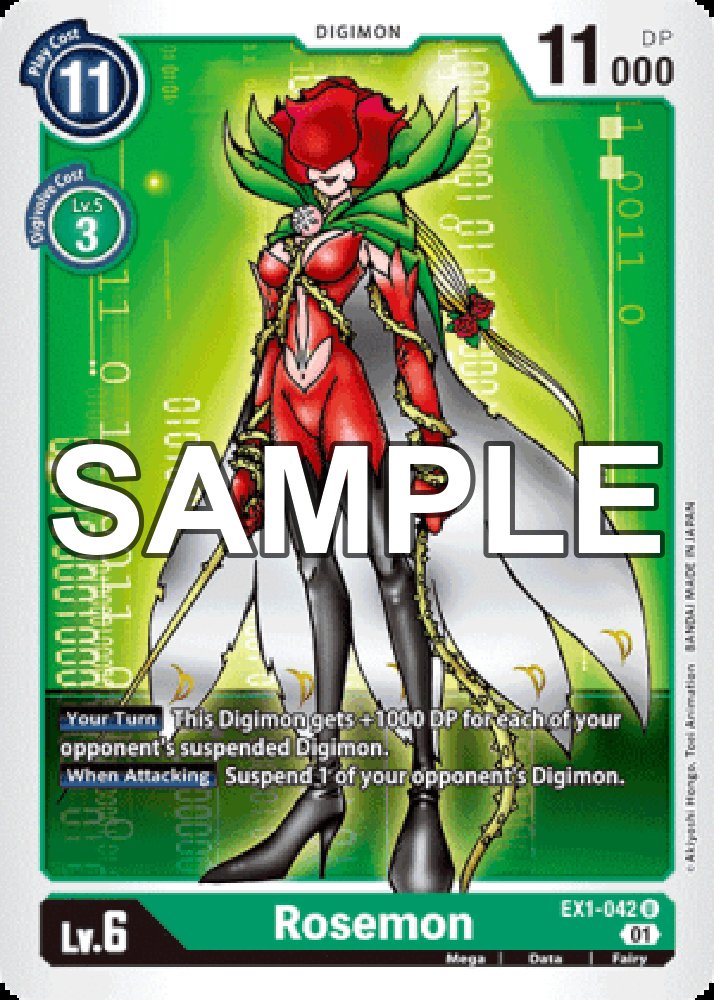 DIGIMON
Play Cost
11
DP
11 000
Digivolve Cost
Lv.5
3
SAMPLE
Your Turn This Digimon gets +1000 DP for each of your
opponent's suspended Digimon.
When Attacking Suspend 1 of your opponent's Digimon.
© Akiyoshi Hongo, Toei Animation BANDAI MADE IN JAPAN
Lv.6
Rosemon
EX1-042 U
01
Mega | Data | Fairy